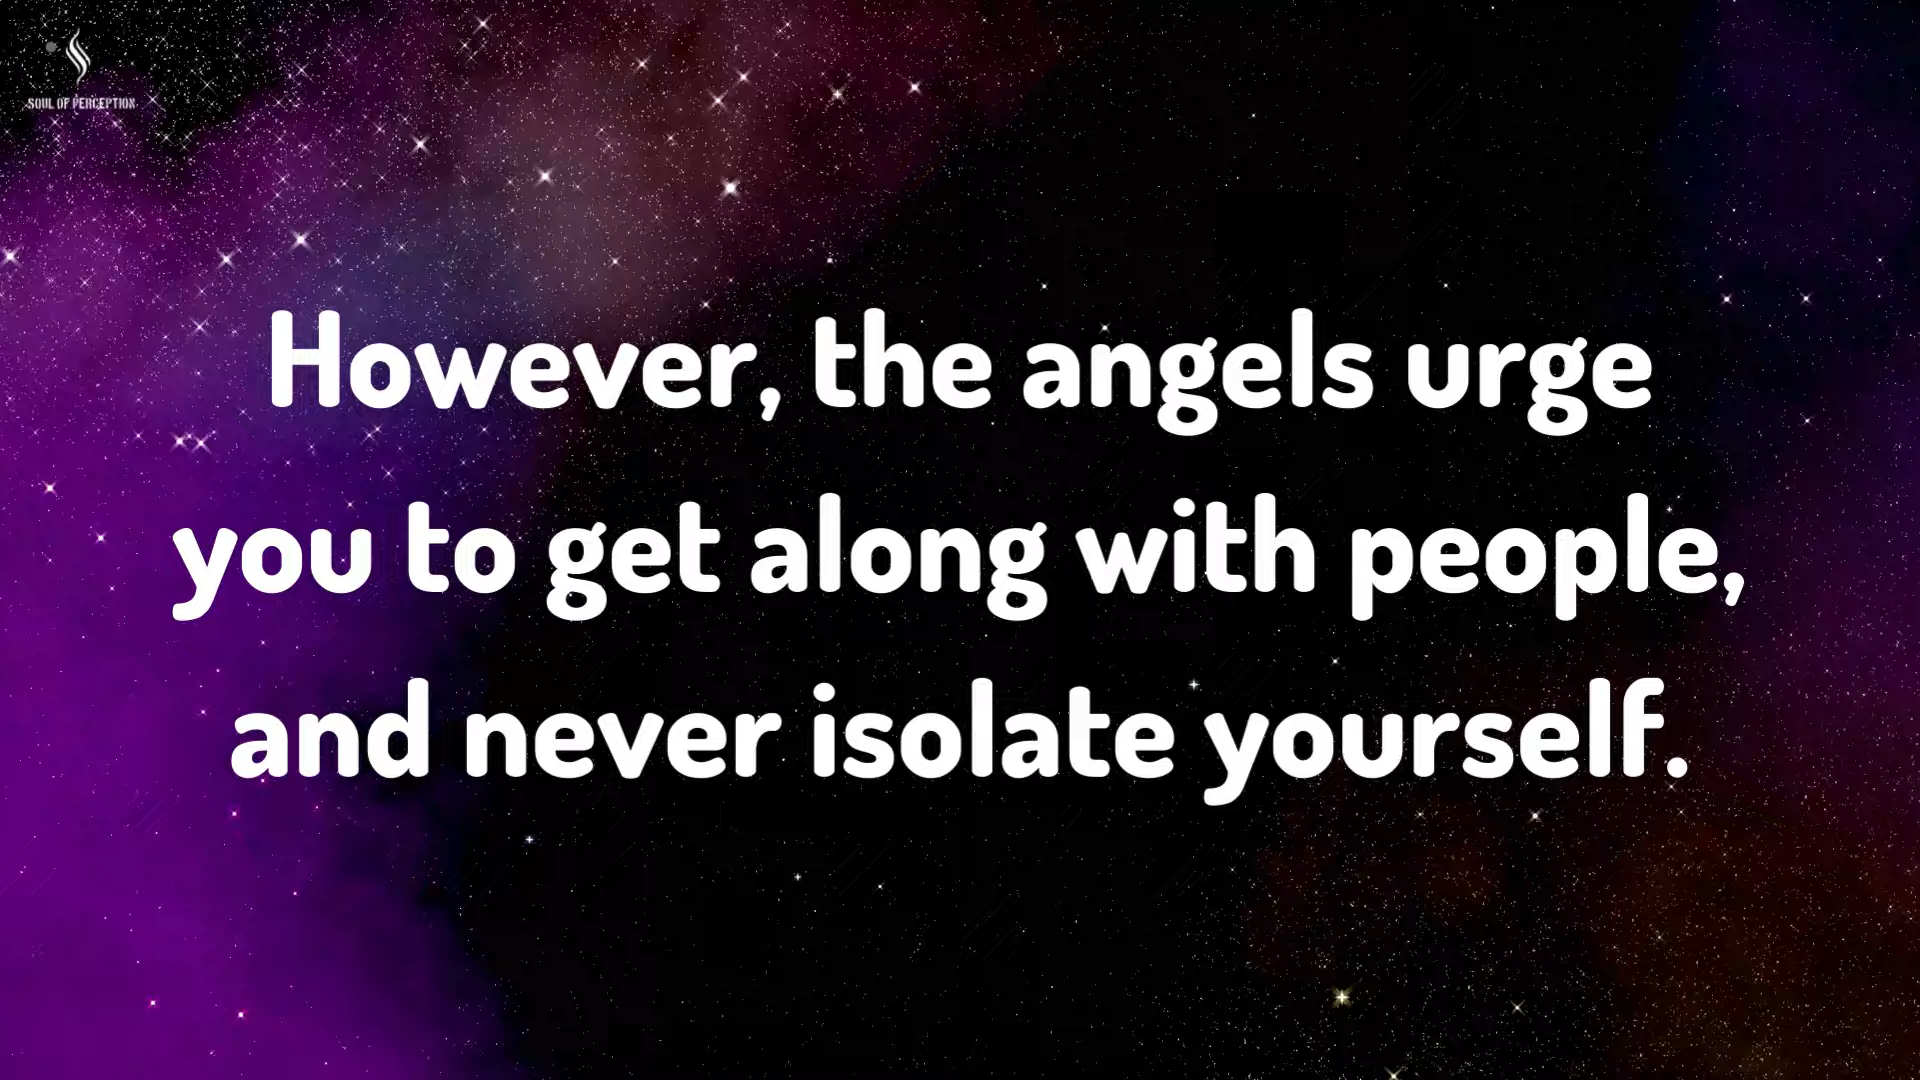 SOUL OF PERCEPTION
However, the angels urge
you to get along with people,
and never isolate yourself.